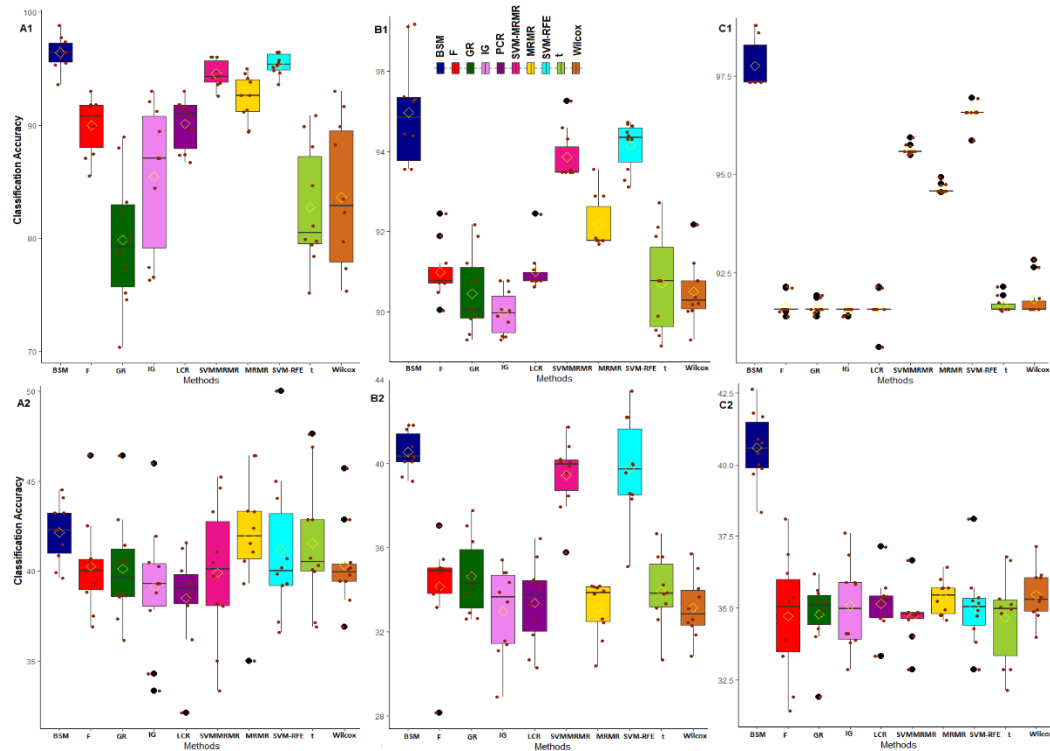 A1
100
90
80
70
Classification Accuracy
BSM
F
GR
IG
LCR
SVMMRMR
MRMR
SVM-RFE
t
Wilcox
Methods
B1
96
94
92
90
BSM
F
GR
IG
PCR
SVM-MRMR
MRMR
SVM-RFE
t
Wilcox
BSM
F
GR
IG
LCR
SVMMRMR
MRMR
SVM-RFE
t
Wilcox
Methods
C1
97.5
95.0
92.5
BSM
F
GR
IG
LCR
SVMMRMR
MRMR
SVM-RFE
t
Wilcox
Methods
A2
50
45
40
35
Classification Accuracy
BSM
F
GR
IG
LCR
SVMMRMR
MRMR
SVM-RFE
t
Wilcox
Methods
B2
44
40
36
32
28
BSM
F
GR
IG
LCR
SVMMRMR
MRMR
SVM-RFE
t
Wilcox
Methods
C2
42.5
40.0
37.5
35.0
32.5
BSM
F
GR
IG
LCR
SVMMRMR
MRMR
SVM-RFE
t
Wilcox
Methods